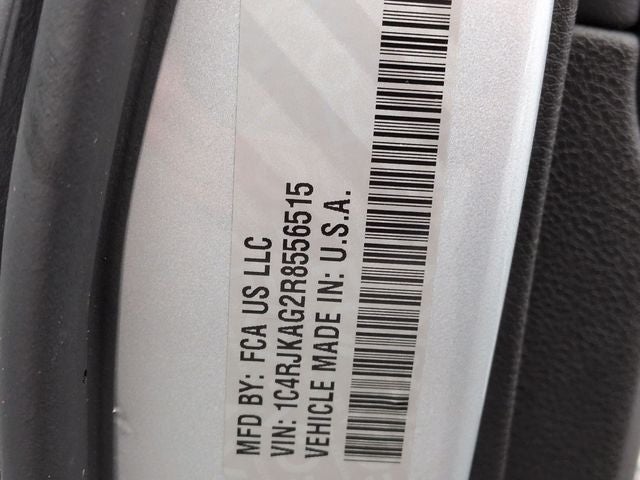 MFD BY: FCA US LLC
VIN: 1C4RJKAG2R8556515
VEHICLE MADE IN: U.S.A.